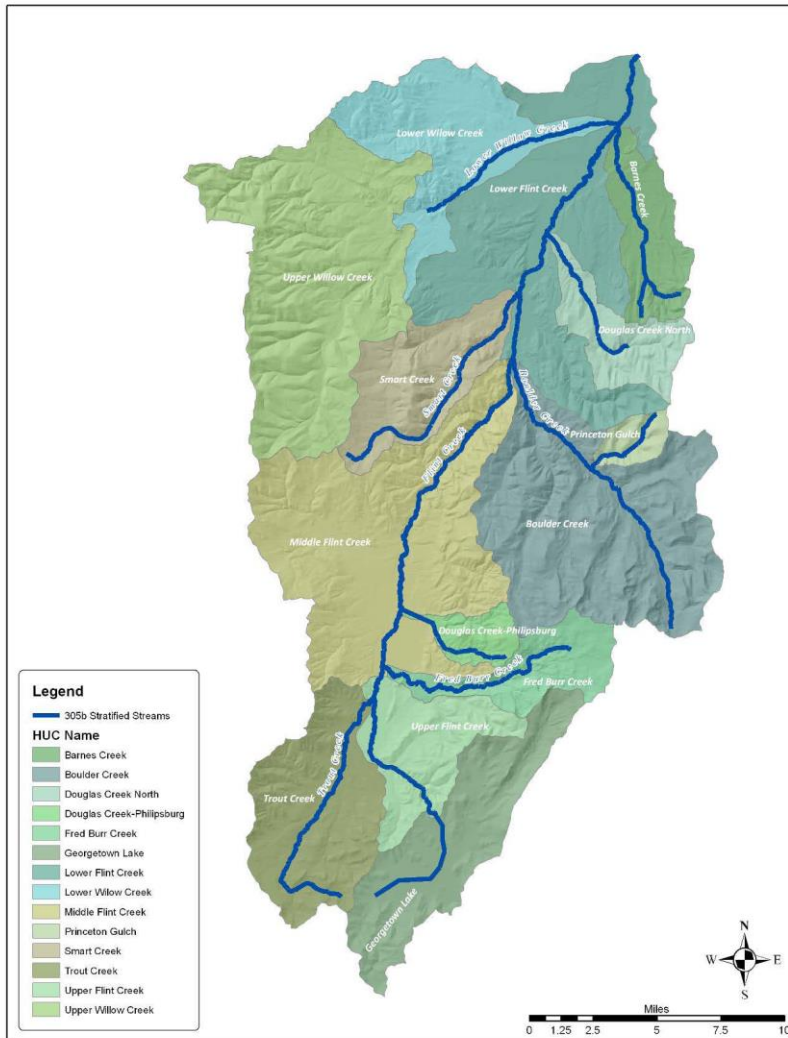 Lower Wilow Creek
Lower Willow Creek
Lower Flint Creek
Barnes Creek
Upper Willow Creek
Douglas Creek North
Smart Creek
Smart Creek
Boulder Creek
Princeton Gulch
Flint Creek
Boulder Creek
Middle Flint Creek
Douglas Creek-Philipsburg
Fred Burr Creek
Fred Burr Creek
Upper Flint Creek
Trout Creek
Trout Creek
Georgetown Lake
Legend
305b Stratified Streams
HUC Name
Barnes Creek
Boulder Creek
Douglas Creek North
Douglas Creek-Philipsburg
Fred Burr Creek
Georgetown Lake
Lower Flint Creek
Lower Wilow Creek
Middle Flint Creek
Princeton Gulch
Smart Creek
Trout Creek
Upper Flint Creek
Upper Willow Creek
N
W E
S
Miles
0 1.25 2.5 5 7.5 10